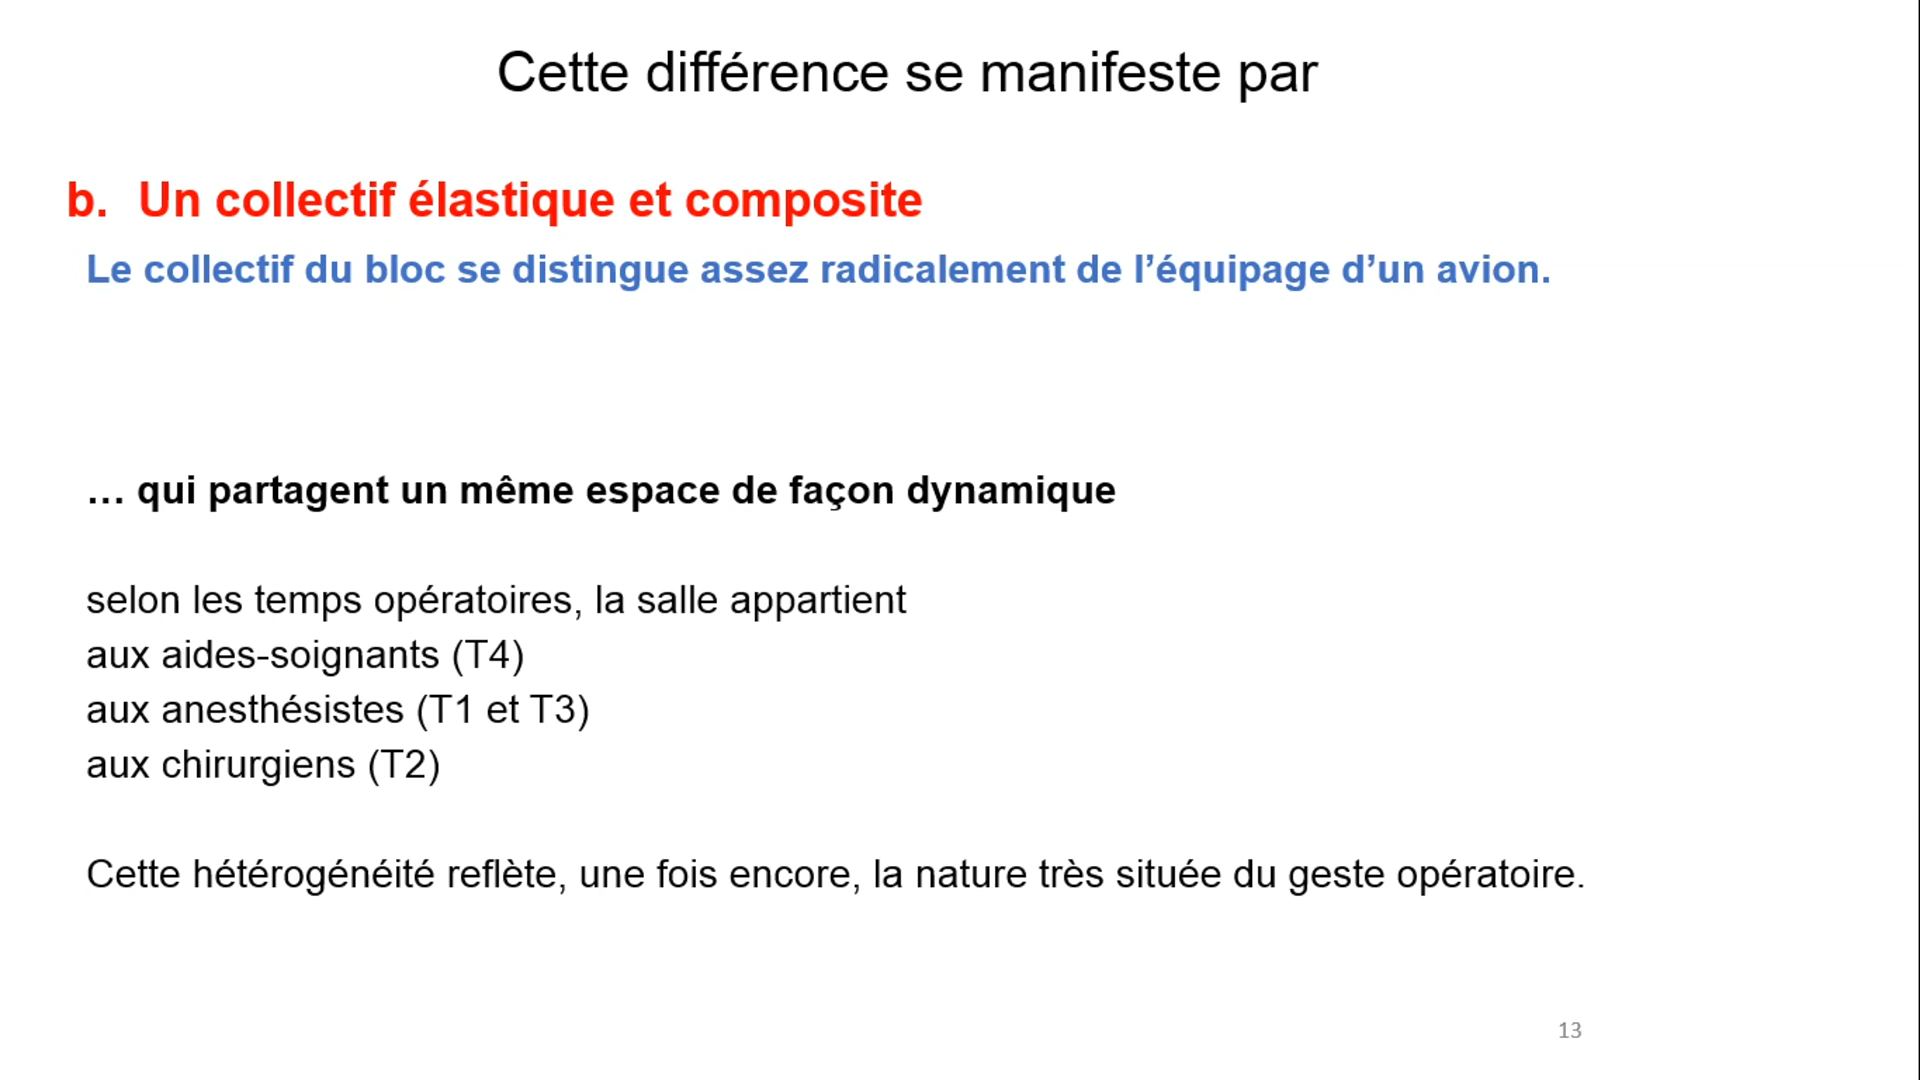 Cette différence se manifeste par
b. Un collectif élastique et composite
Le collectif du bloc se distingue assez radicalement de l’équipage d’un avion.
… qui partagent un même espace de façon dynamique
selon les temps opératoires, la salle appartient
aux aides-soignants (T4)
aux anesthésistes (T1 et T3)
aux chirurgiens (T2)
Cette hétérogénéité reflète, une fois encore, la nature très située du geste opératoire.
13